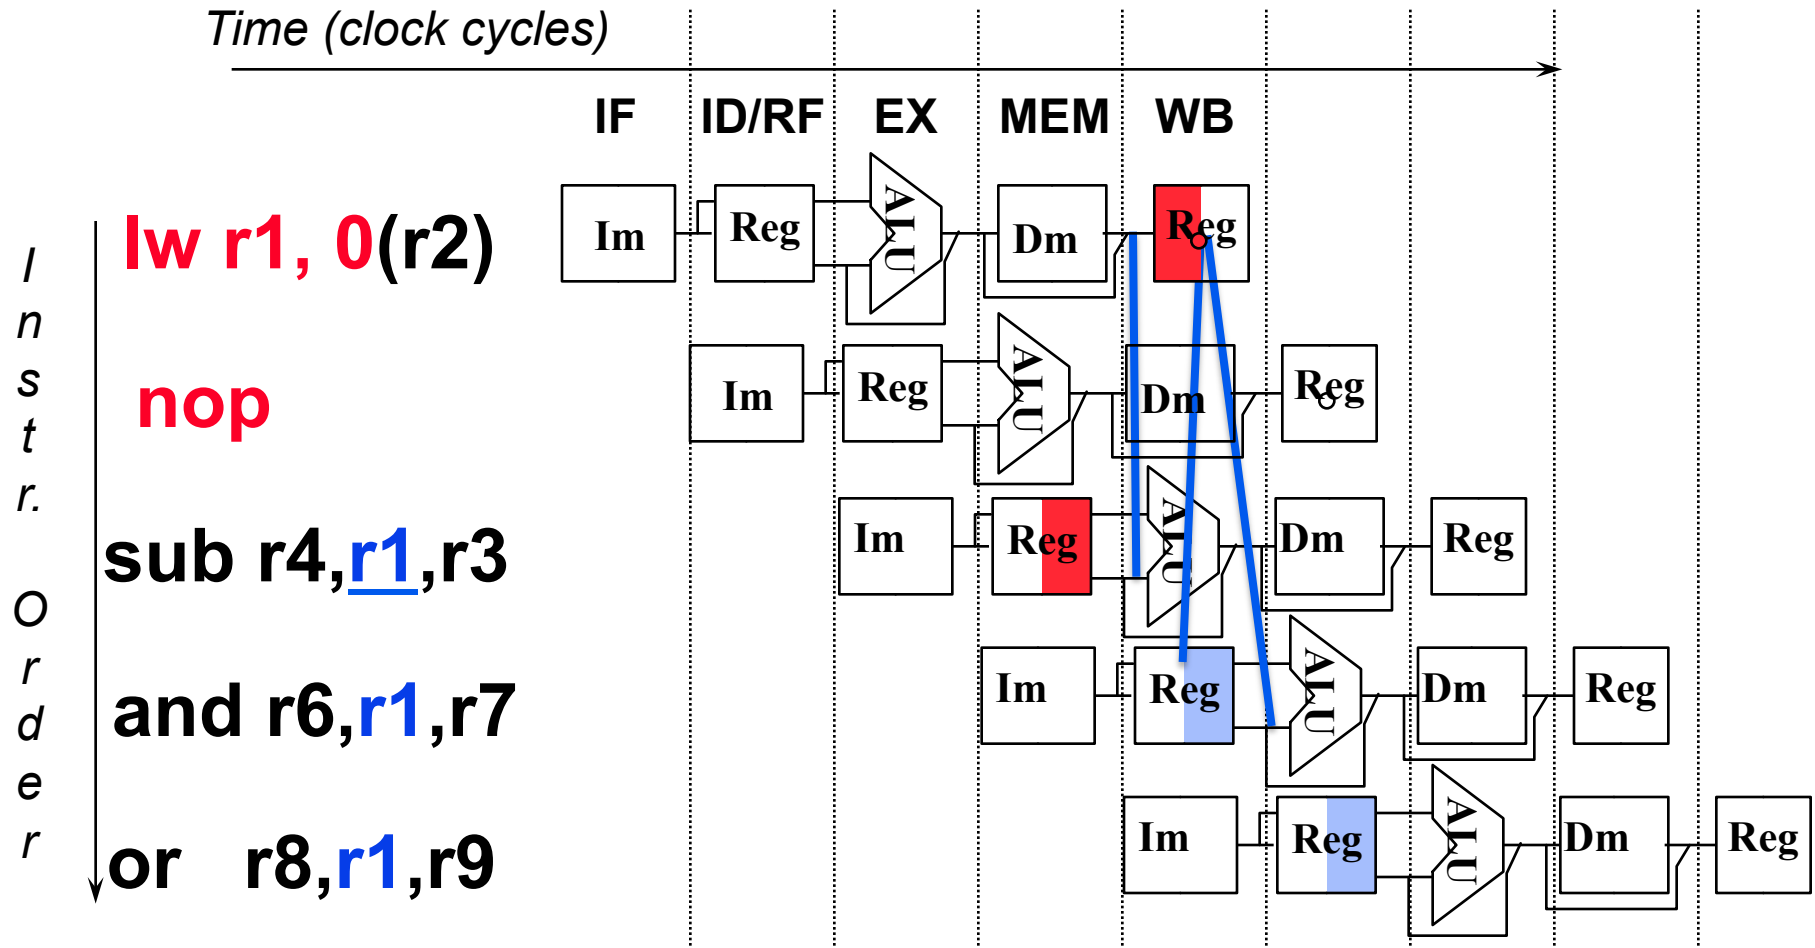 Time (clock cycles)
IF ID/RF EX MEM WB
Instr. Order
lw r1, 0(r2)
Im Reg ALU Dm Reg
nop
Im Reg ALU Dm Reg
sub r4,r1,r3
Im Reg ALU Dm Reg
and r6,r1,r7
Im Reg ALU Dm Reg
or r8,r1,r9
Im Reg ALU Dm Reg